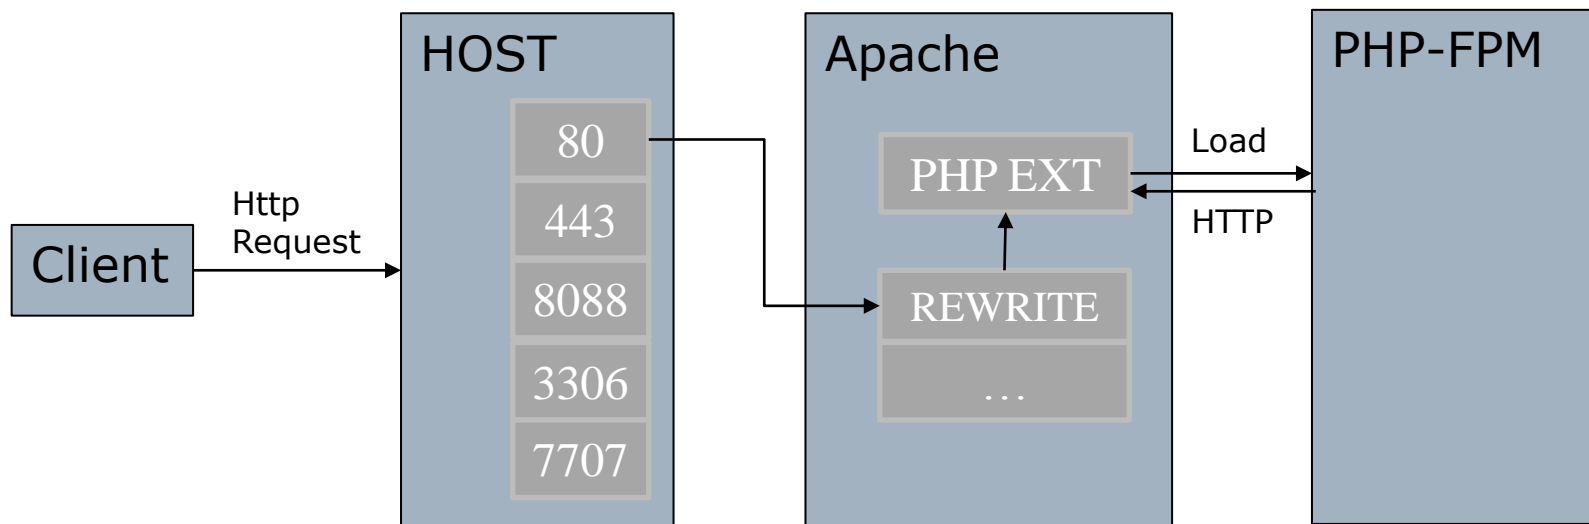 HOST
Apache
PHP-FPM
80
443
8088
3306
7707
PHP EXT
REWRITE
...
Load
HTTP
Http
Request
Client